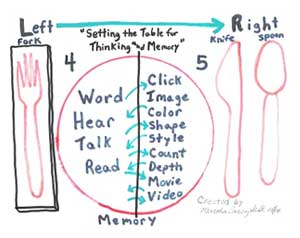 Left Right
Fork "Setting the Table for Knife Spoon
Thinking and Memory"
4 5
Word Click
Image
Hear Color
Shape
Talk Style
Count
Read Depth
Movie
Video
Memory
Created by